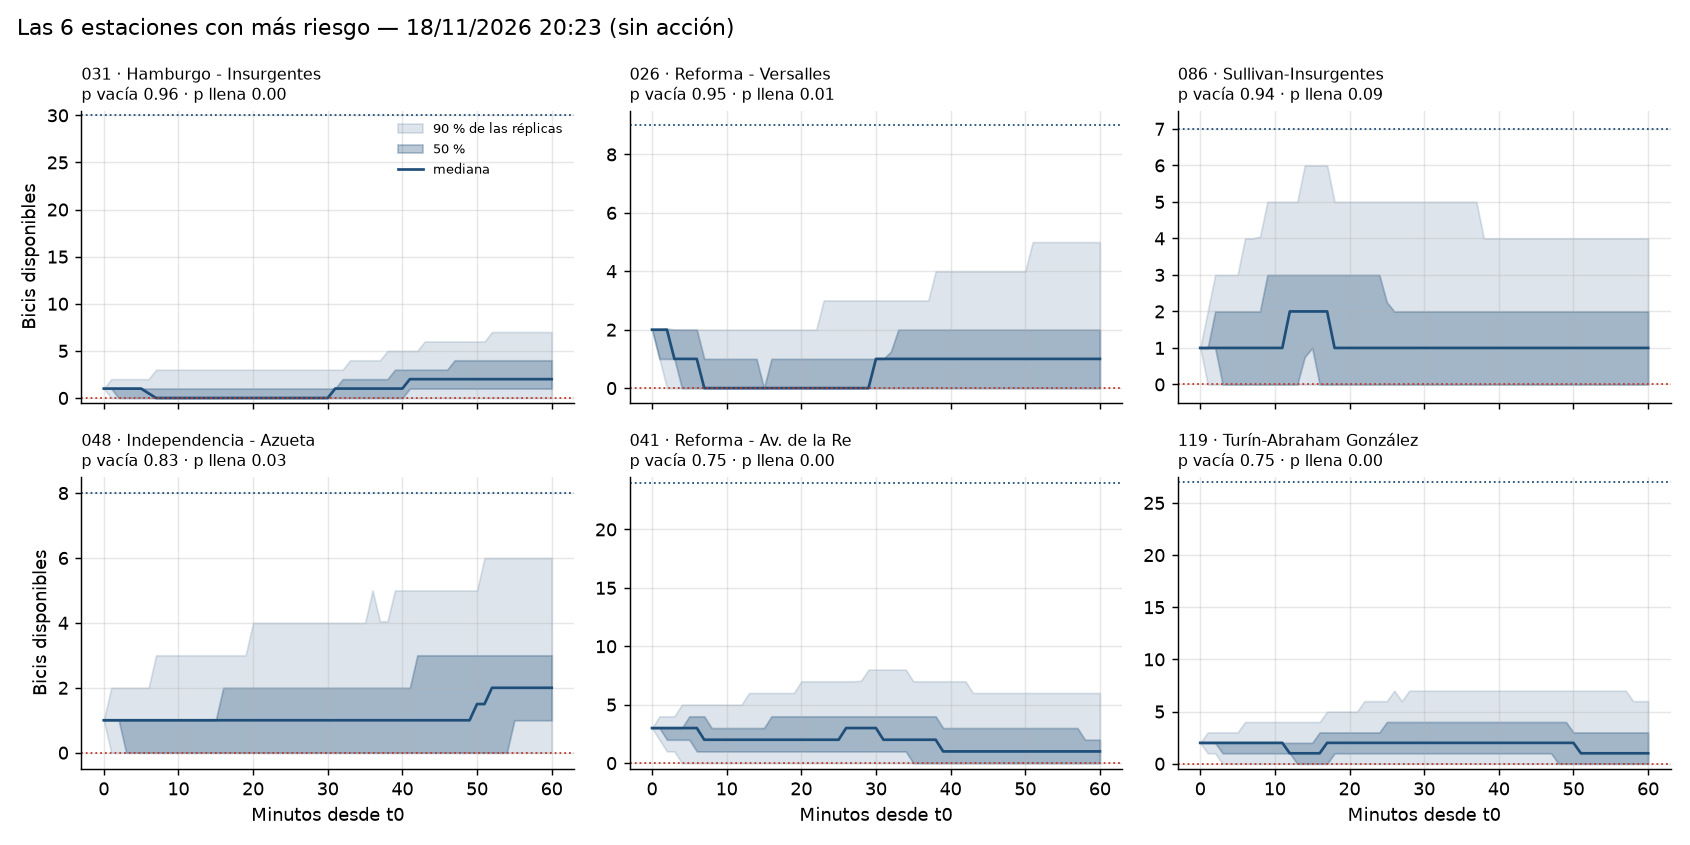 Las 6 estaciones con más riesgo — 18/11/2026 20:23 (sin acción)
031 · Hamburgo - Insurgentes
p vacía 0.96 · p llena 0.00
30
25
20
15
10
5
0
Bicis disponibles
90 % de las réplicas
50 %
mediana
026 · Reforma - Versalles
p vacía 0.95 · p llena 0.01
8
6
4
2
0
086 · Sullivan-Insurgentes
p vacía 0.94 · p llena 0.09
7
6
5
4
3
2
1
0
048 · Independencia - Azueta
p vacía 0.83 · p llena 0.03
8
6
4
2
0
Bicis disponibles
0 10 20 30 40 50 60
Minutos desde t0
041 · Reforma - Av. de la Re
p vacía 0.75 · p llena 0.00
20
15
10
5
0
0 10 20 30 40 50 60
Minutos desde t0
119 · Turín-Abraham González
p vacía 0.75 · p llena 0.00
25
20
15
10
5
0
0 10 20 30 40 50 60
Minutos desde t0